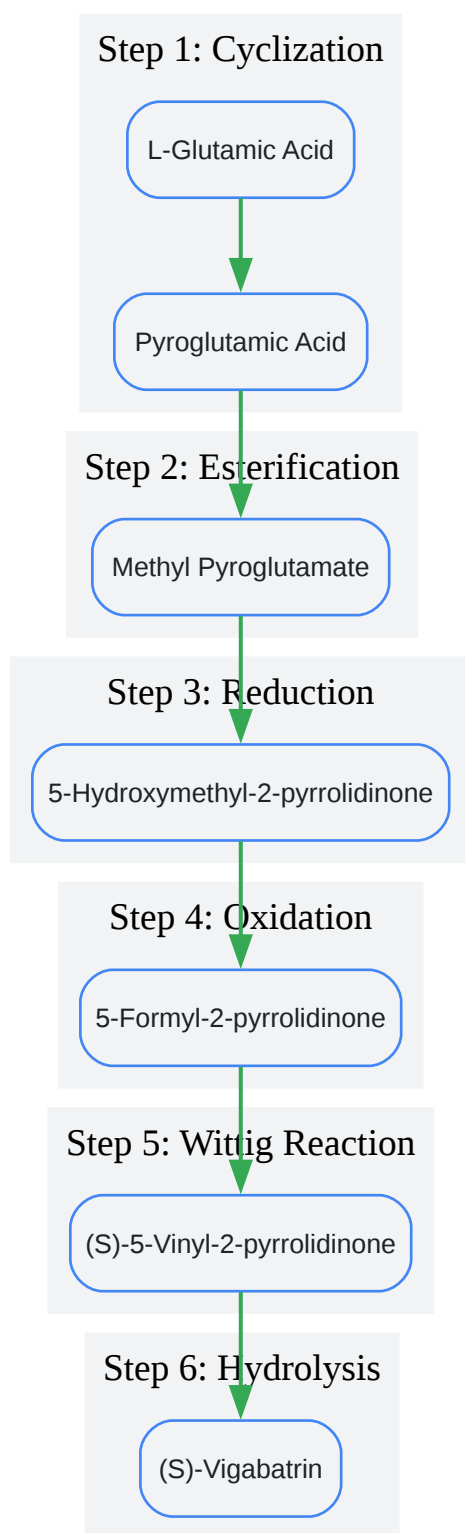 Step 1: Cyclization
L-Glutamic Acid
Pyroglutamic Acid
Step 2: Esterification
Methyl Pyroglutamate
Step 3: Reduction
5-Hydroxymethyl-2-pyrrolidinone
Step 4: Oxidation
5-Formyl-2-pyrrolidinone
Step 5: Wittig Reaction
(S)-5-Vinyl-2-pyrrolidinone
Step 6: Hydrolysis
(S)-Vigabatrin